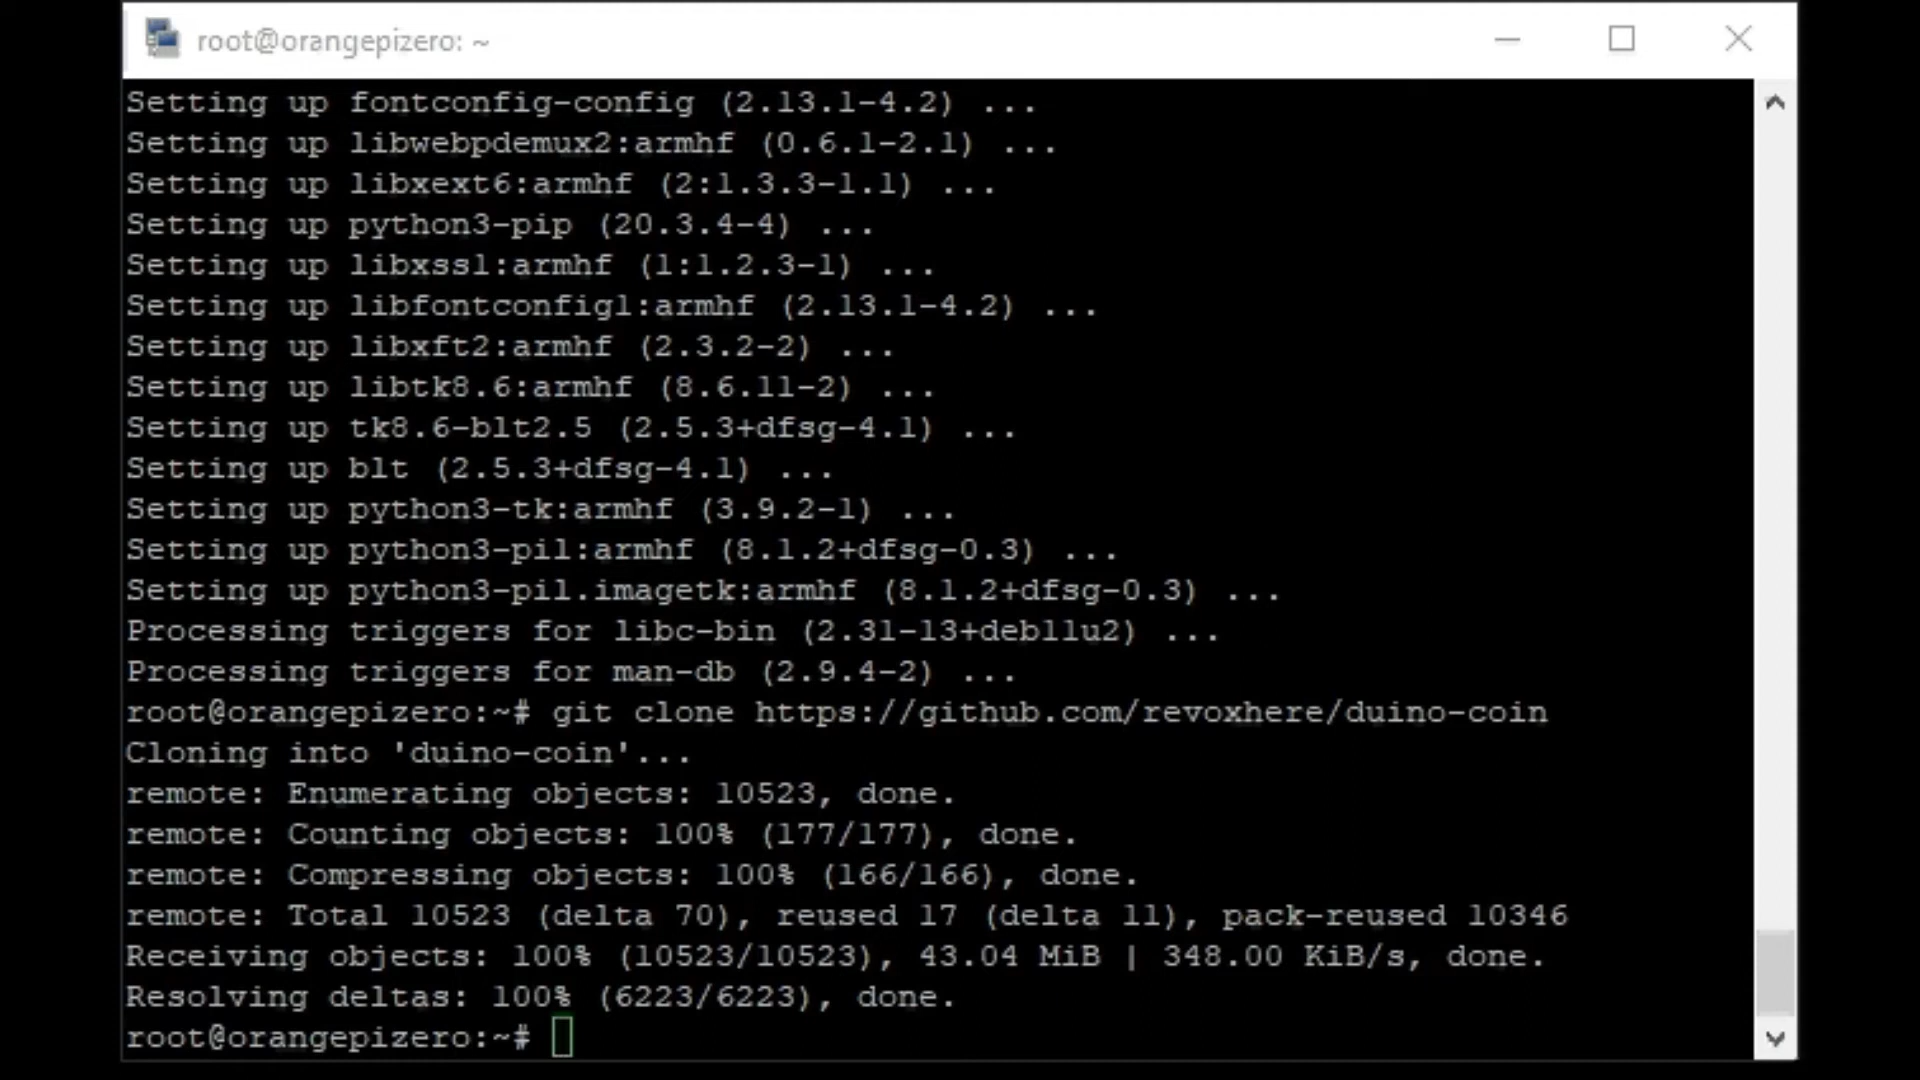 root@orangepizero: ~
Setting up fontconfig-config (2.13.1-4.2) ...
Setting up libwebpdemux2:armhf (0.6.1-2.1) ...
Setting up libxext6:armhf (2:1.3.3-1.1) ...
Setting up python3-pip (20.3.4-4) ...
Setting up libxss1:armhf (1:1.2.3-1) ...
Setting up libfontconfig1:armhf (2.13.1-4.2) ...
Setting up libxft2:armhf (2.3.2-2) ...
Setting up libtk8.6:armhf (8.6.11-2) ...
Setting up tk8.6-blt2.5 (2.5.3+dfsg-4.1) ...
Setting up blt (2.5.3+dfsg-4.1) ...
Setting up python3-tk:armhf (3.9.2-1) ...
Setting up python3-pil:armhf (8.1.2+dfsg-0.3) ...
Setting up python3-pil.imagetk:armhf (8.1.2+dfsg-0.3) ...
Processing triggers for libc-bin (2.31-13+deb11u2) ...
Processing triggers for man-db (2.9.4-2) ...
root@orangepizero:~# git clone https://github.com/revoxhere/duino-coin
Cloning into 'duino-coin'...
remote: Enumerating objects: 10523, done.
remote: Counting objects: 100% (177/177), done.
remote: Compressing objects: 100% (166/166), done.
remote: Total 10523 (delta 70), reused 17 (delta 11), pack-reused 10346
Receiving objects: 100% (10523/10523), 43.04 MiB | 348.00 KiB/s, done.
Resolving deltas: 100% (6223/6223), done.
root@orangepizero:~#